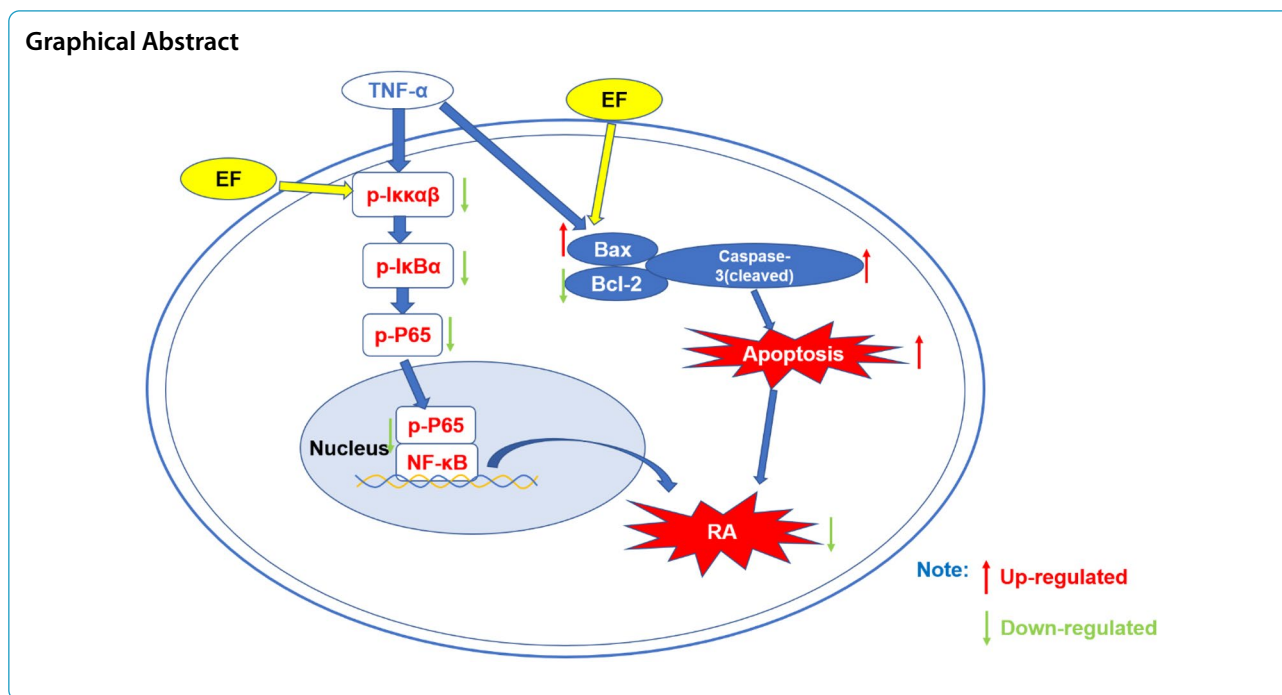 Graphical Abstract
TNF-α
EF
EF
p-Iκκαβ
p-IκBα
p-P65
Nucleus
p-P65
NF-κB
Bax
Bcl-2
Caspase-
3(cleaved)
Apoptosis
RA
Note:
Up-regulated
Down-regulated